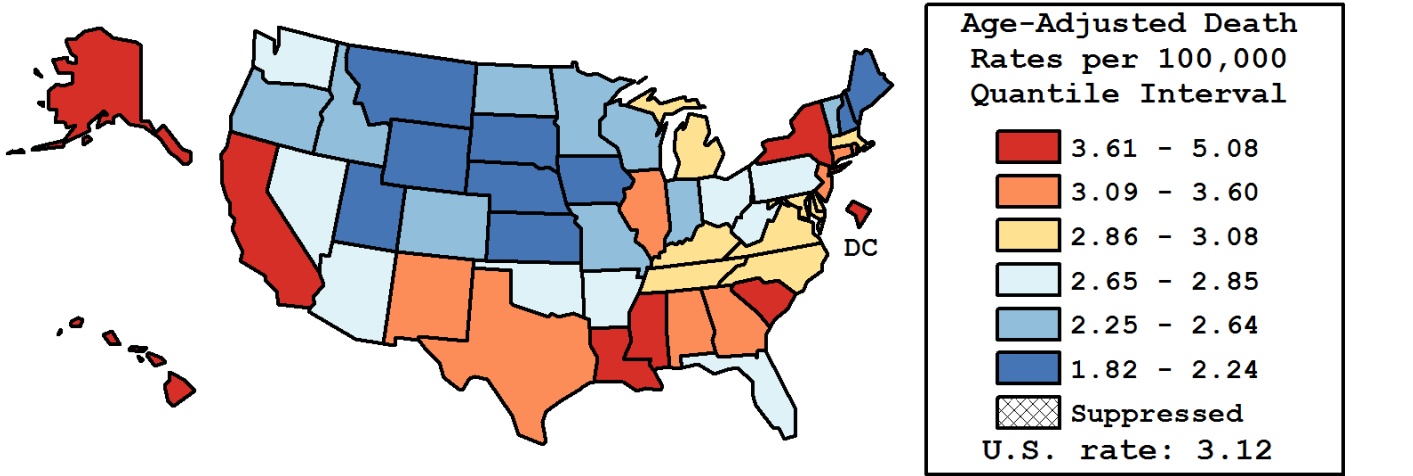 DC
Age-Adjusted Death
Rates per 100,000
Quantile Interval
3.61 - 5.08
3.09 - 3.60
2.86 - 3.08
2.65 - 2.85
2.25 - 2.64
1.82 - 2.24
Suppressed
U.S. rate: 3.12